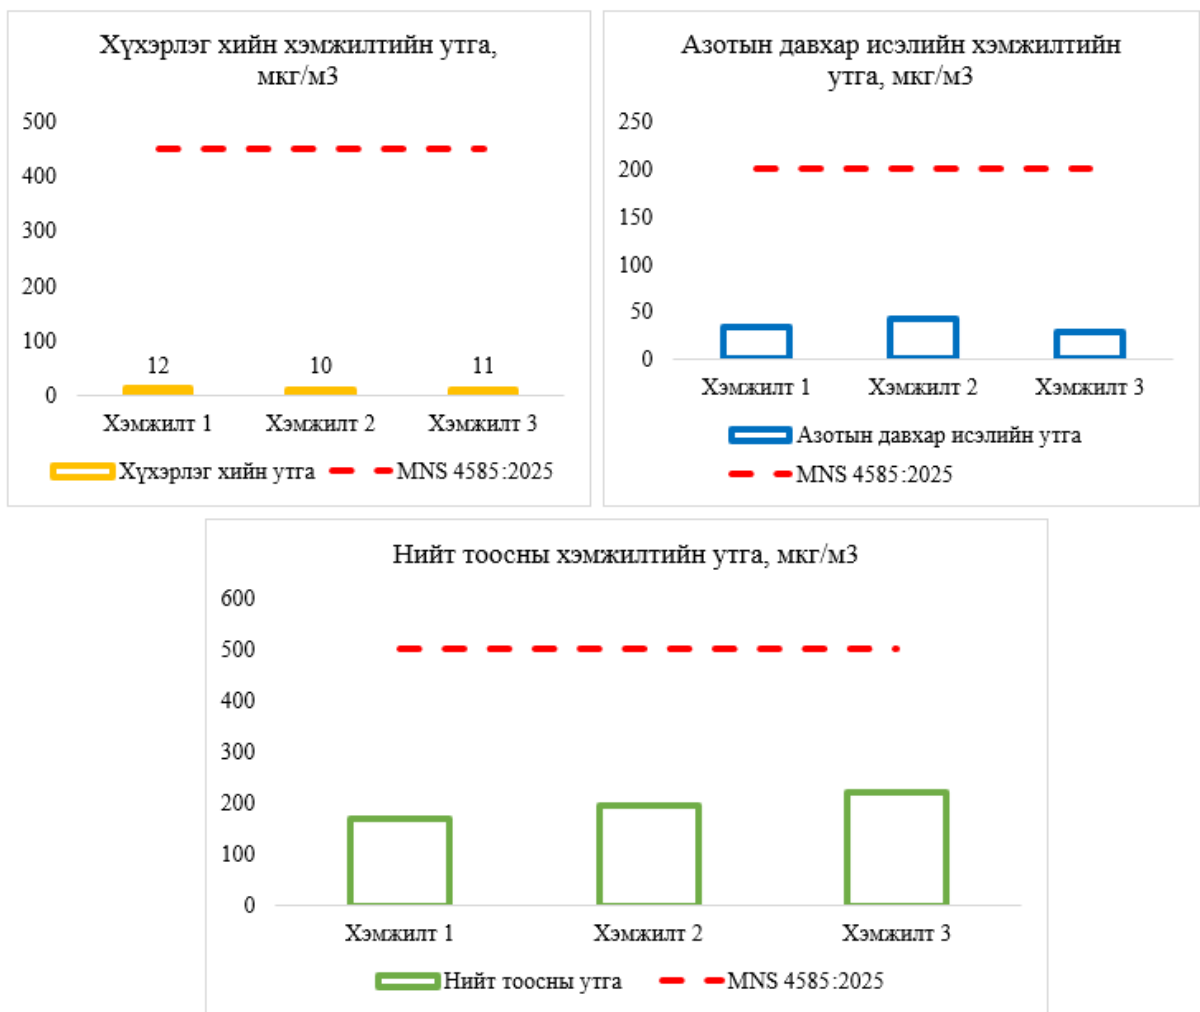 Хүхэрлэг хийн хэмжилтийн утга,
мкг/м3
500
400
300
200
100
0
12
10
11
Хэмжилт 1
Хэмжилт 2
Хэмжилт 3
Хүхэрлэг хийн утга
MNS 4585:2025
Азотын давхар исэлийн хэмжилтийн
утга, мкг/м3
250
200
150
100
50
0
Хэмжилт 1
Хэмжилт 2
Хэмжилт 3
Азотын давхар исэлийн утга
MNS 4585:2025
Нийт тоосны хэмжилтийн утга, мкг/м3
600
500
400
300
200
100
0
Хэмжилт 1
Хэмжилт 2
Хэмжилт 3
Нийт тоосны утга
MNS 4585:2025